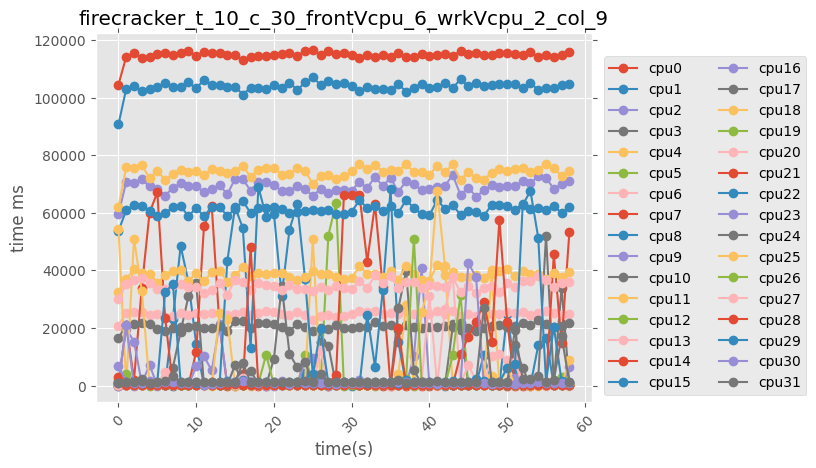 firecracker_t_10_c_30_frontVcpu_6_wrkVcpu_2_col_9
120000
100000
80000
60000
40000
20000
0
time ms
0
10
20
30
40
50
60
time(s)
cpu0
cpu1
cpu2
cpu3
cpu4
cpu5
cpu6
cpu7
cpu8
cpu9
cpu10
cpu11
cpu12
cpu13
cpu14
cpu15
cpu16
cpu17
cpu18
cpu19
cpu20
cpu21
cpu22
cpu23
cpu24
cpu25
cpu26
cpu27
cpu28
cpu29
cpu30
cpu31